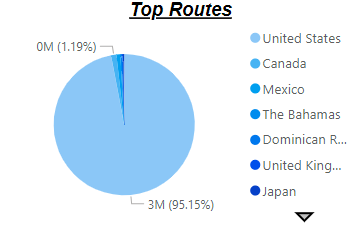 Top Routes
0M (1.19%)
3M (95.15%)
United States
Canada
Mexico
The Bahamas
Dominican R...
United King...
Japan